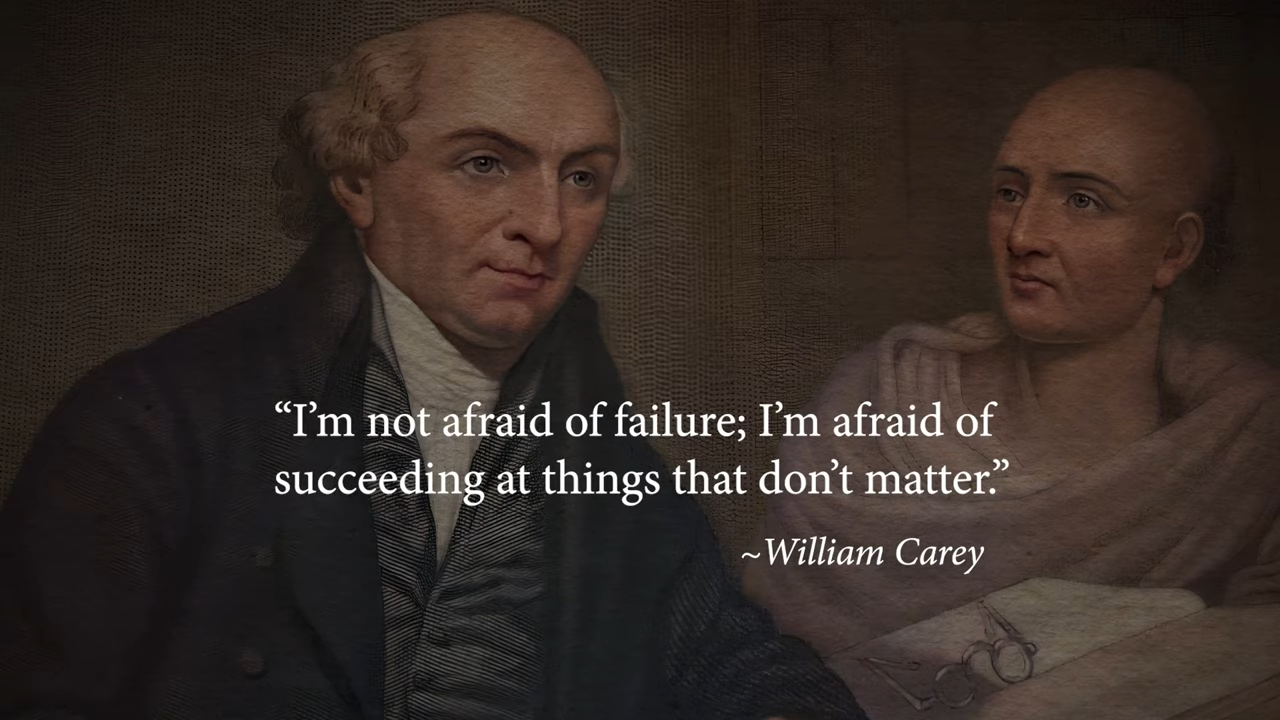 “I’m not afraid of failure; I’m afraid of
succeeding at things that don’t matter.”
~William Carey